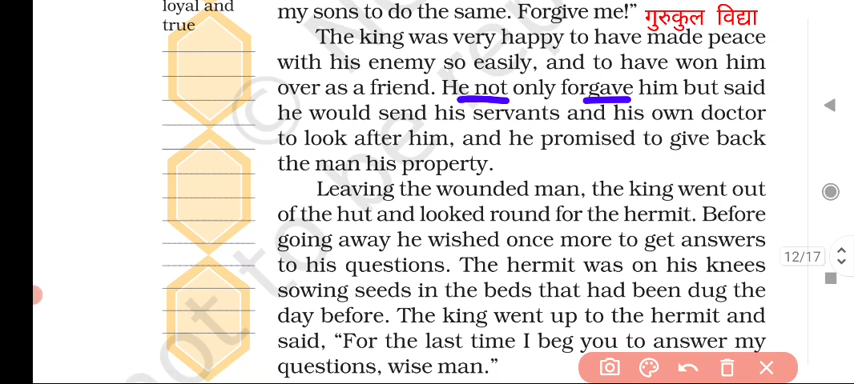 loyal and
true
my sons to do the same. Forgive me!”
गुरुकुल विद्या
The king was very happy to have made peace
with his enemy so easily, and to have won him
over as a friend. He not only forgave him but said
he would send his servants and his own doctor
to look after him, and he promised to give back
the man his property.
Leaving the wounded man, the king went out
of the hut and looked round for the hermit. Before
going away he wished once more to get answers
to his questions. The hermit was on his knees
sowing seeds in the beds that had been dug the
day before. The king went up to the hermit and
said, “For the last time I beg you to answer my
questions, wise man.”
12/17
©
not to be rep